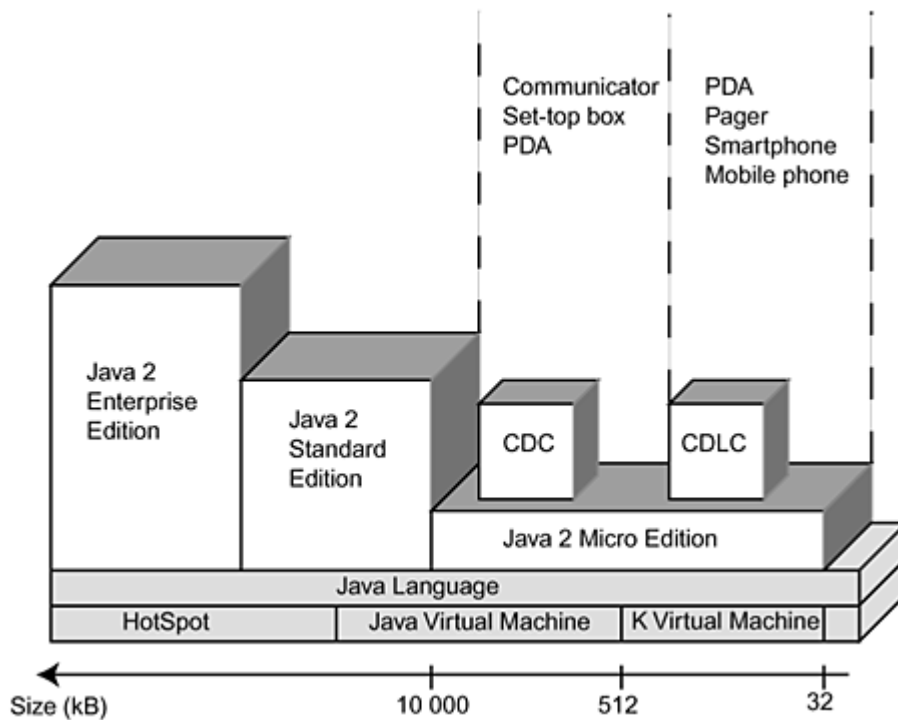 Communicator
Set-top box
PDA
PDA
Pager
Smartphone
Mobile phone
Java 2
Enterprise
Edition
Java 2
Standard
Edition
CDC
CDLC
Java 2 Micro Edition
Java Language
HotSpot
Java Virtual Machine
K Virtual Machine
Size (kB)
10 000
512
32